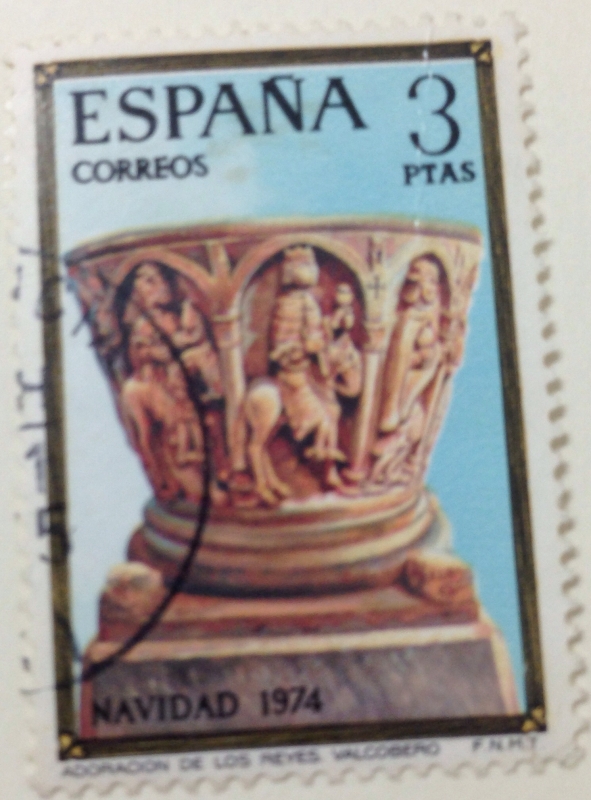 ESPAÑA 3
CORREOS PTAS
NAVIDAD 1974
ADORACION DE LOS REYES. VALCOBERO F.N.M.T